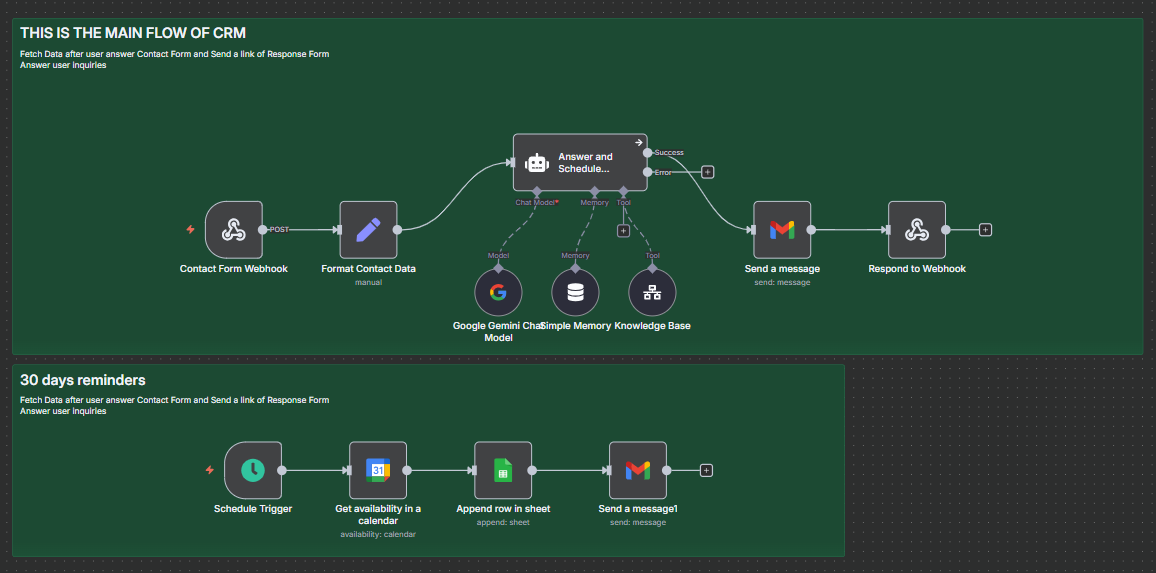 THIS IS THE MAIN FLOW OF CRM
Fetch Data after user answer Contact Form and Send a link of Response Form
Answer user inquiries
Answer and
Schedule...
Success
Error
Chat Model*
Memory
Tool
POST
Contact Form Webhook
Format Contact Data
manual
Model
Memory
Tool
Google Gemini Chat
Model
Simple Memory
Knowledge Base
Send a message
send: message
Respond to Webhook
30 days reminders
Fetch Data after user answer Contact Form and Send a link of Response Form
Answer user inquiries
31
Schedule Trigger
Get availability in a
calendar
availability: calendar
Append row in sheet
append: sheet
Send a message1
send: message